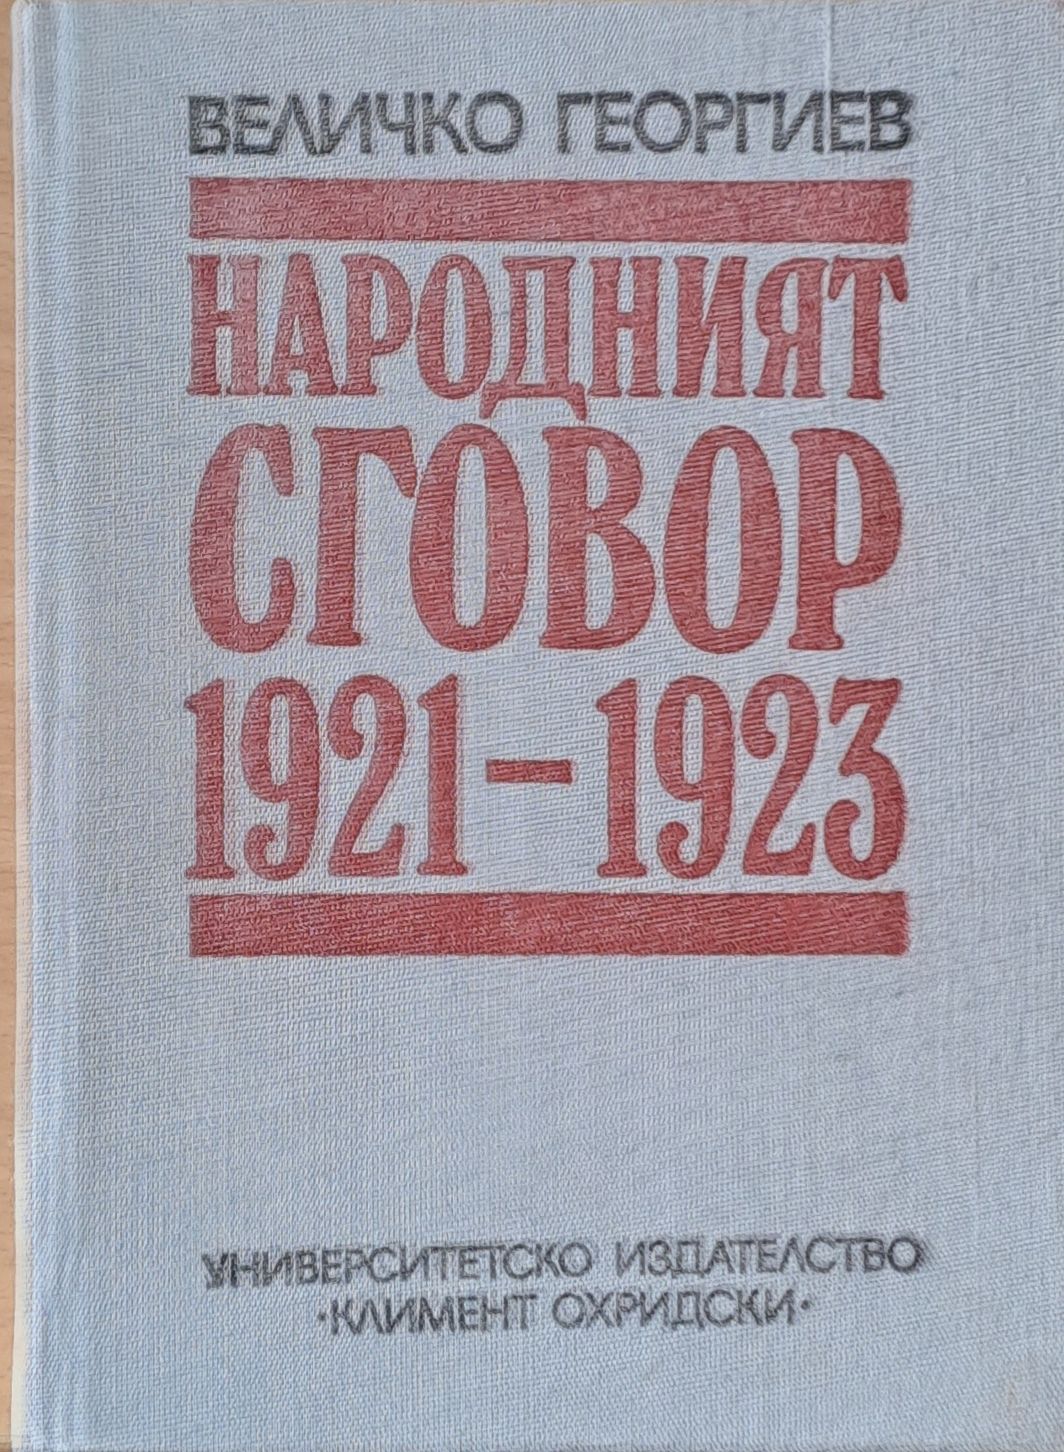 ВЕЛИЧКО ГЕОРГИЕВ
НАРОДНИЯТ
СГОВОР
1921–1923
УНИВЕРСИТЕТСКО ИЗДАТЕЛСТВО
·КЛИМЕНТ ОХРИДСКИ·